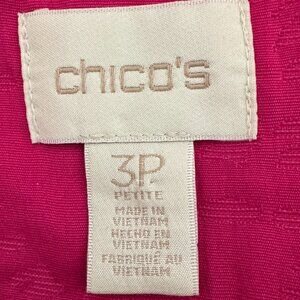 chico's
3P
PETITE
MADE IN
VIETNAM
HECHO EN
VIETNAM
FABRIQUÉ AU
VIETNAM